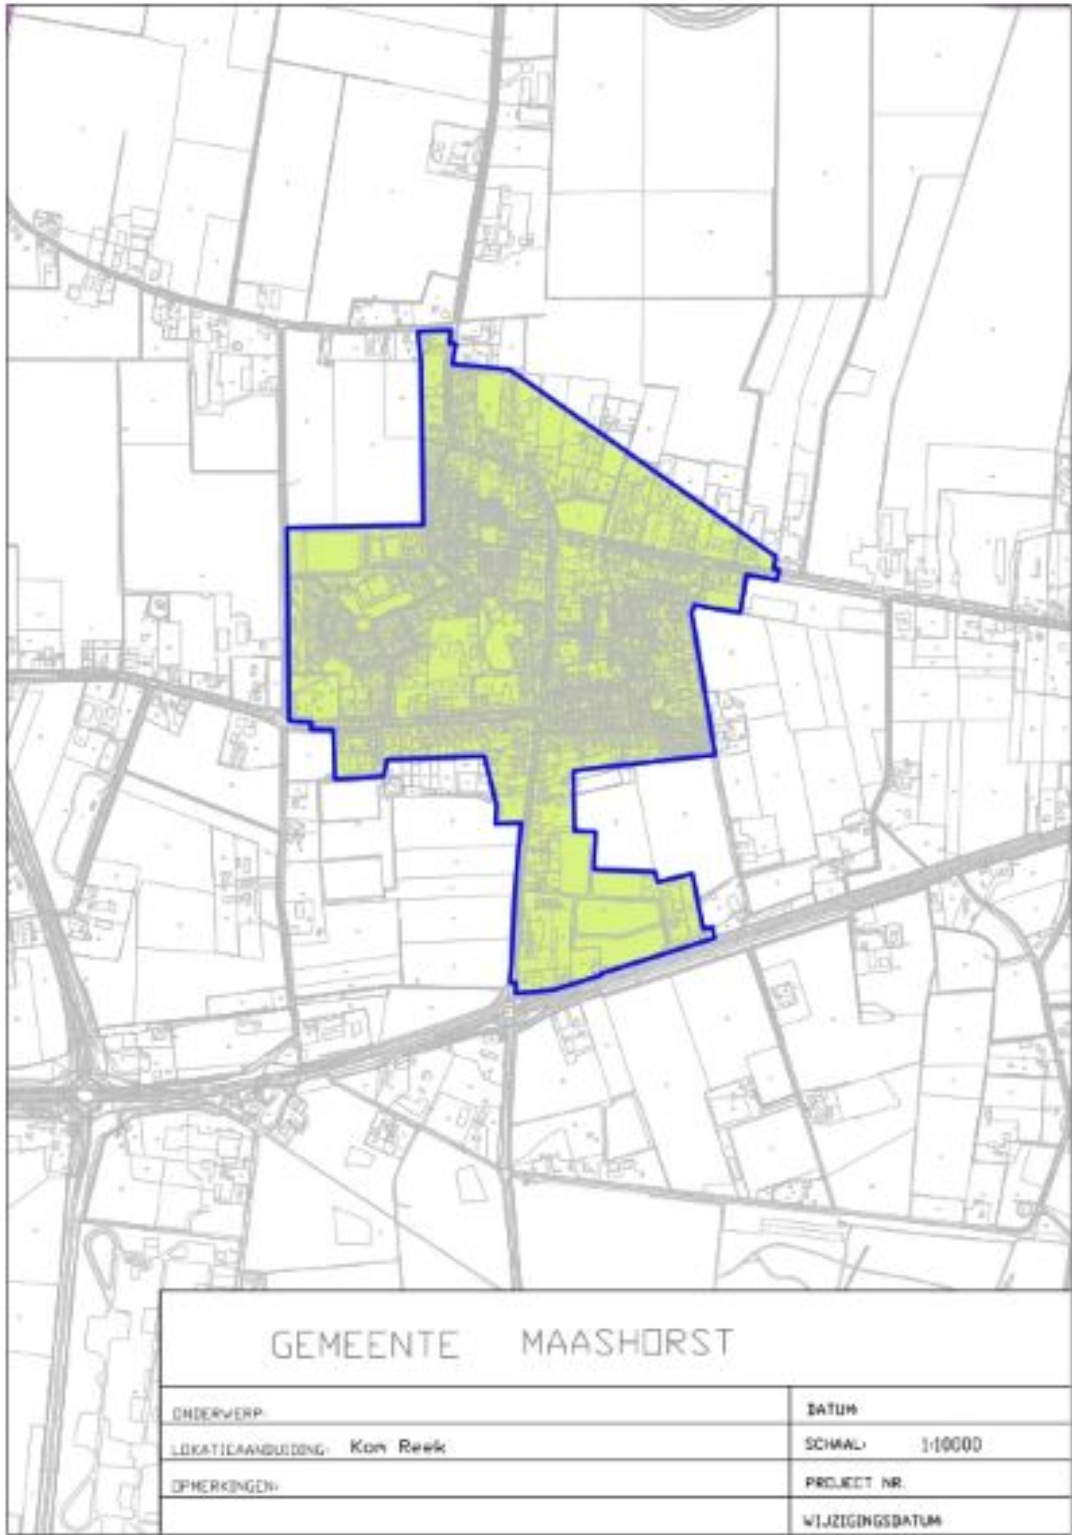 GEMEENTE MAASHORST
ONDERWERP:
DATUM:
LOKATIEAANDUIDING: Kom Reek
SCHAAL: 1:10000
OPMERKINGEN:
PROJECT NR.
WIJZIGINGSDATUM